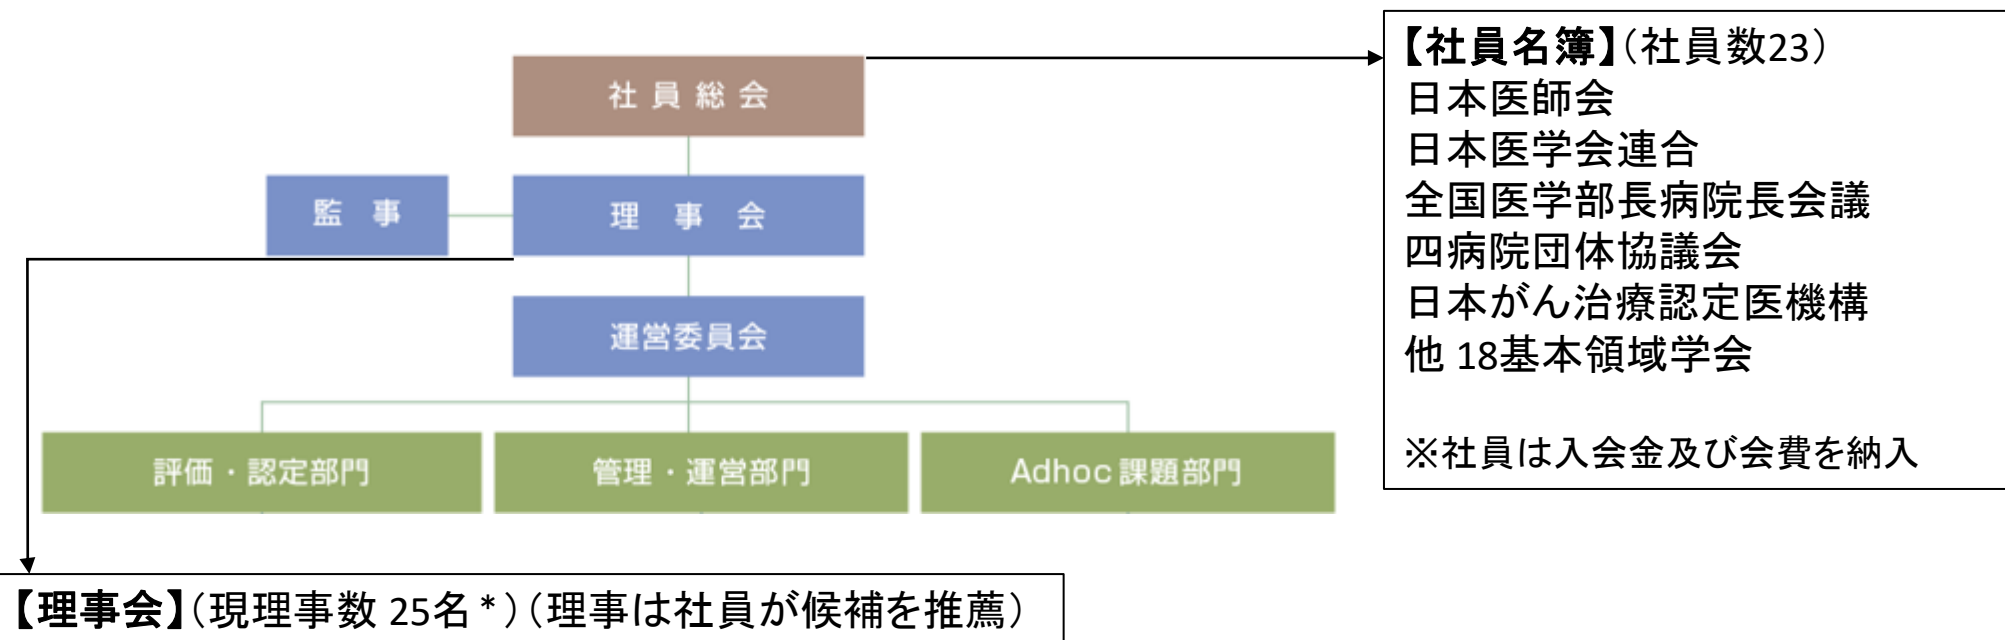 社員総会
監 事
理 事 会
運営委員会
評価・認定部門
管理・運営部門
Adhoc 課題部門
【社員名簿】（社員数23）
日本医師会
日本医学会連合
全国医学部長病院長会議
四病院団体協議会
日本がん治療認定医機構
他 18基本領域学会
※社員は入会金及び会費を納入
【理事会】（現理事数 25名＊）（理事は社員が候補を推薦）